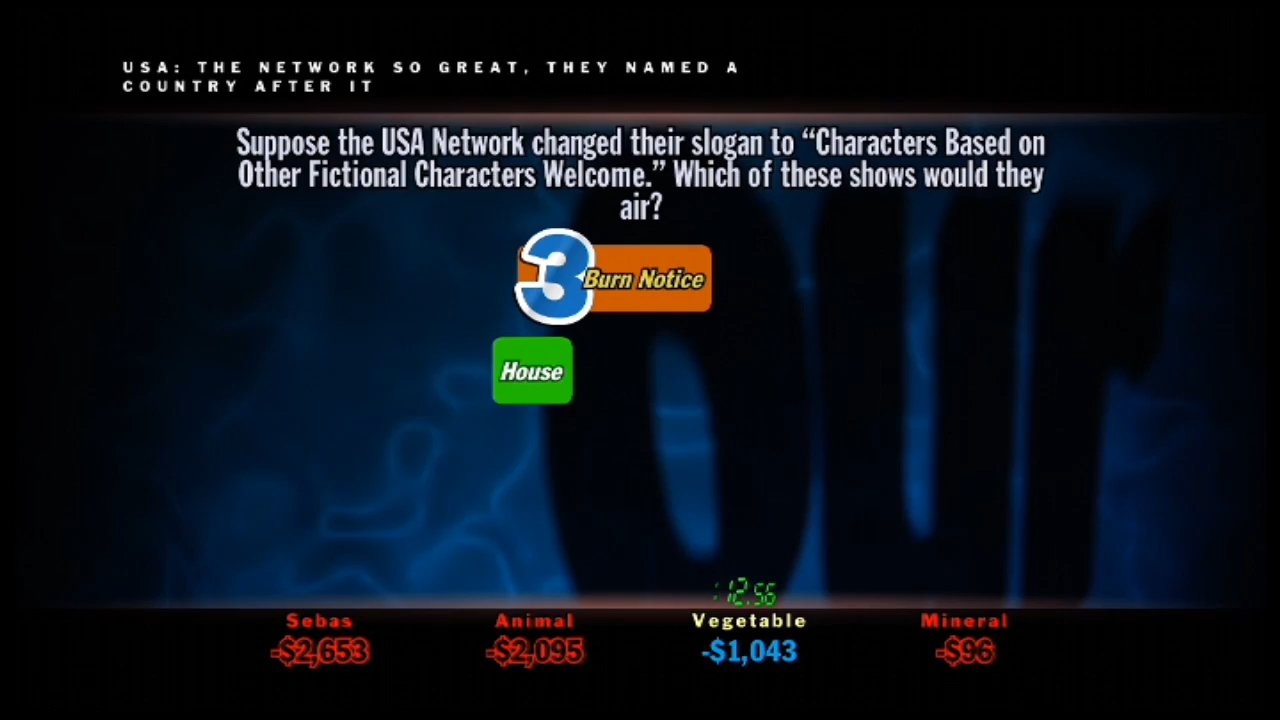 USA: THE NETWORK SO GREAT, THEY NAMED A
COUNTRY AFTER IT
Suppose the USA Network changed their slogan to “Characters Based on
Other Fictional Characters Welcome.” Which of these shows would they
air?
3 Burn Notice
House
our
:12.56
Sebas Animal Vegetable Mineral
-$2,653 -$2,095 -$1,043 -$96